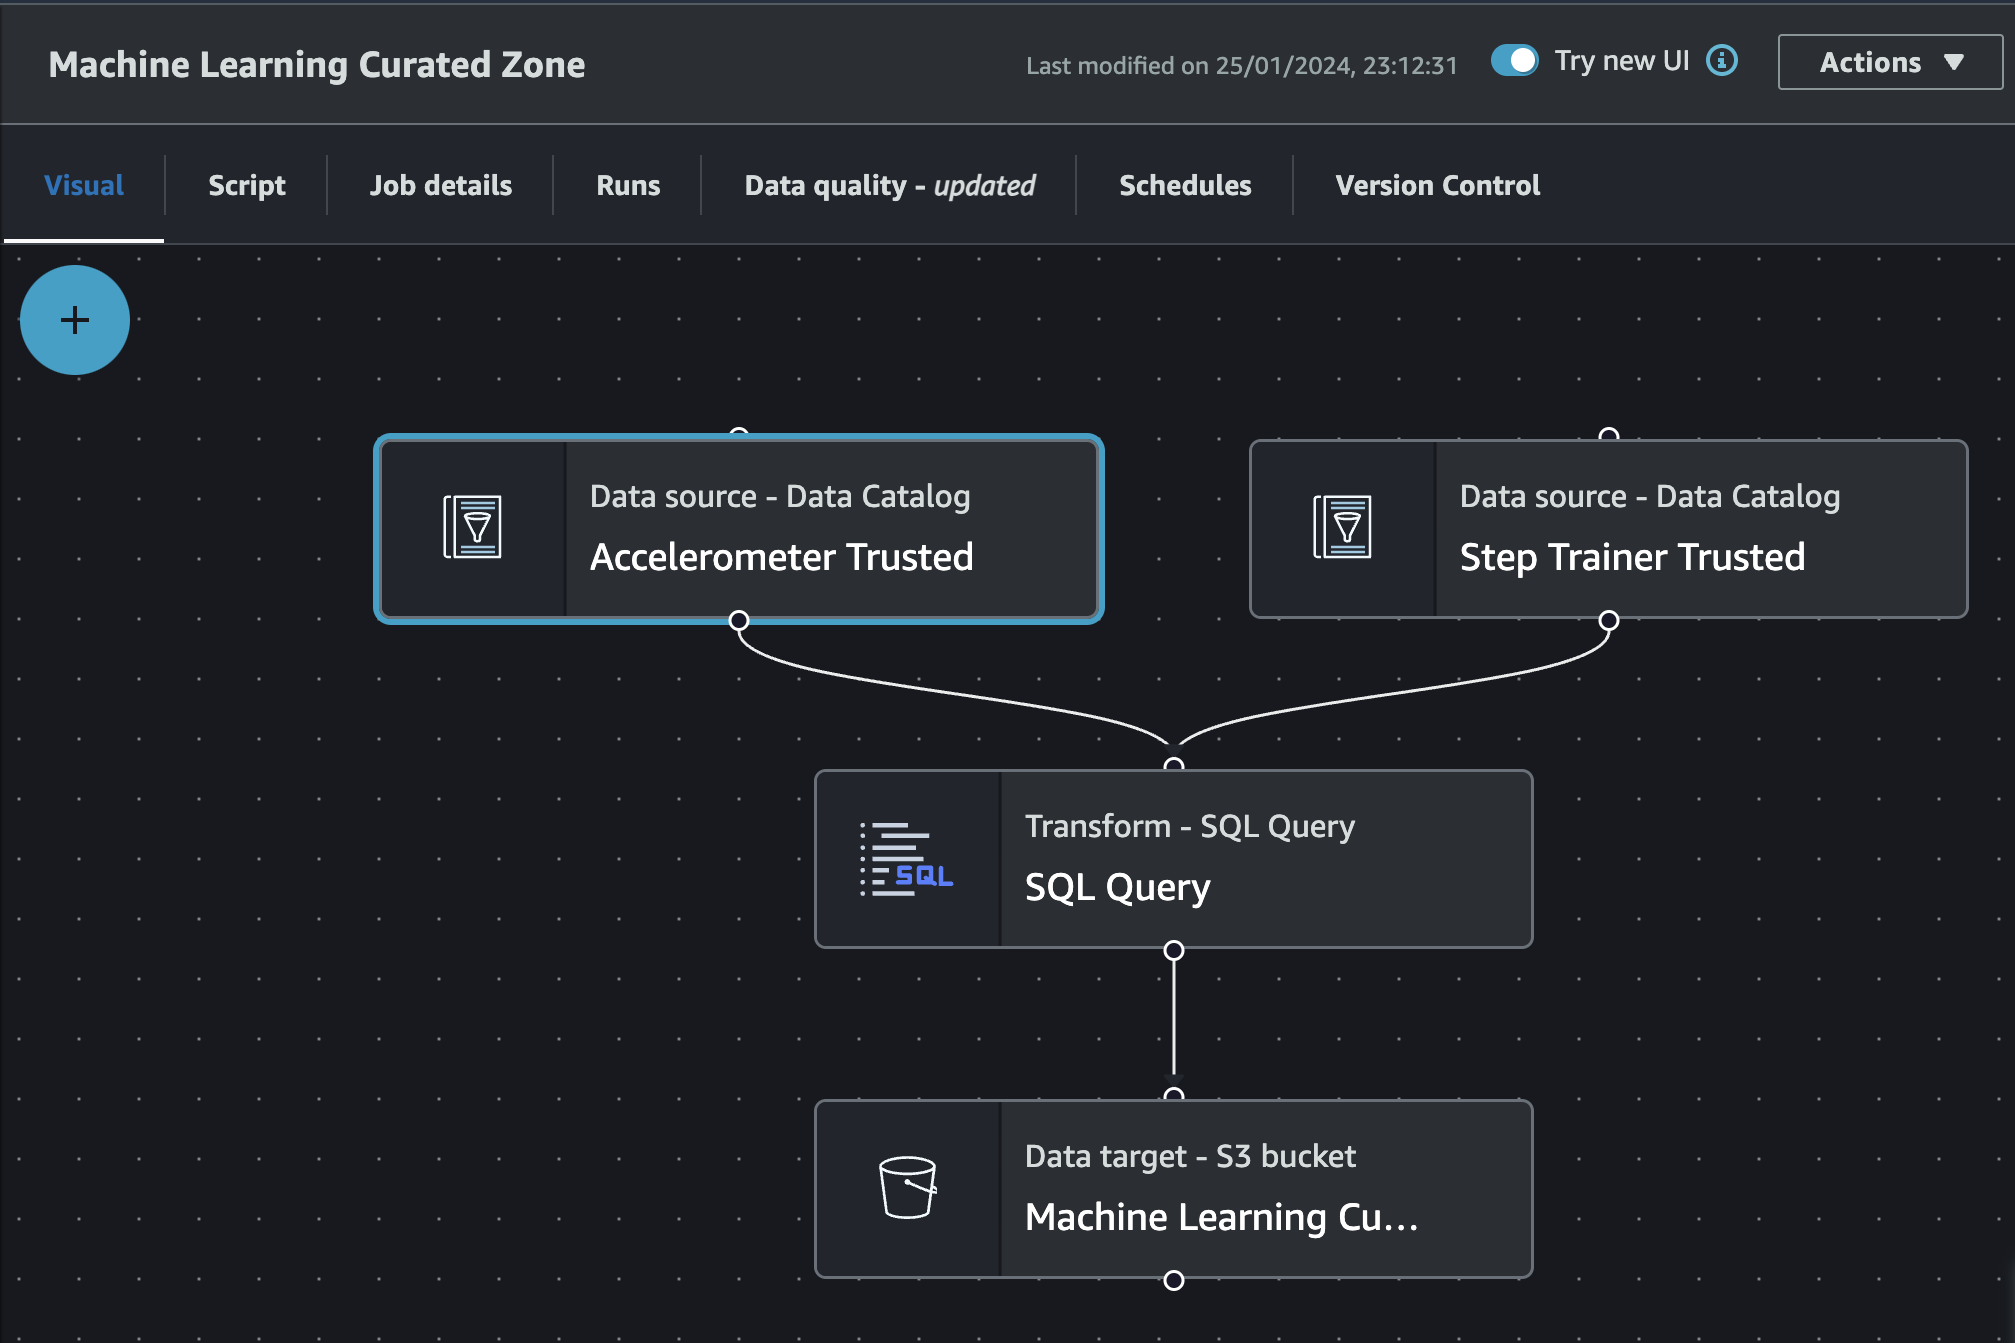 Machine Learning Curated Zone
Last modified on 25/01/2024, 23:12:31
Try new UI
Actions
Visual
Script
Job details
Runs
Data quality - updated
Schedules
Version Control
Data source - Data Catalog
Accelerometer Trusted
Data source - Data Catalog
Step Trainer Trusted
SQL
Transform - SQL Query
SQL Query
Data target - S3 bucket
Machine Learning Cu...